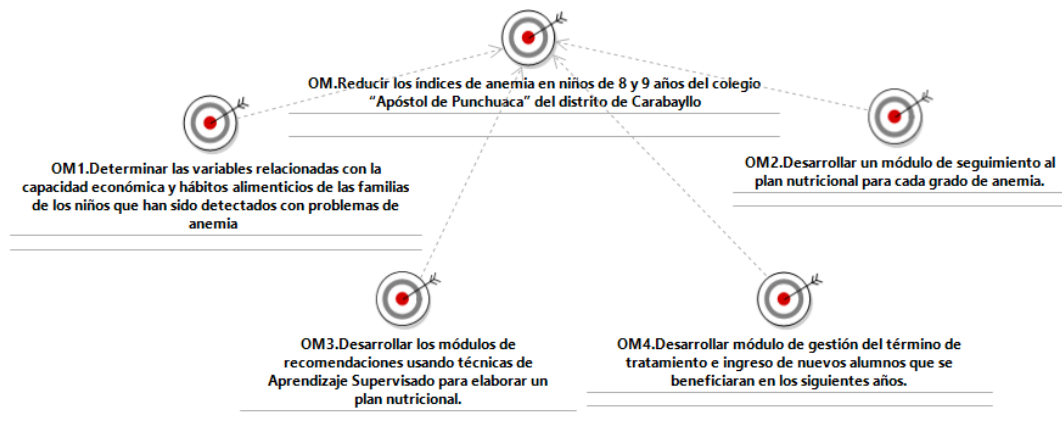 OM.Reducir los índices de anemia en niños de 8 y 9 años del colegio
“Apóstol de Punchuaca” del distrito de Carabayllo
OM1.Determinar las variables relacionadas con la
capacidad económica y hábitos alimenticios de las familias
de los niños que han sido detectados con problemas de
anemia
OM2.Desarrollar un módulo de seguimiento al
plan nutricional para cada grado de anemia.
OM3.Desarrollar los módulos de
recomendaciones usando técnicas de
Aprendizaje Supervisado para elaborar un
plan nutricional.
OM4.Desarrollar módulo de gestión del término de
tratamiento e ingreso de nuevos alumnos que se
beneficiaran en los siguientes años.